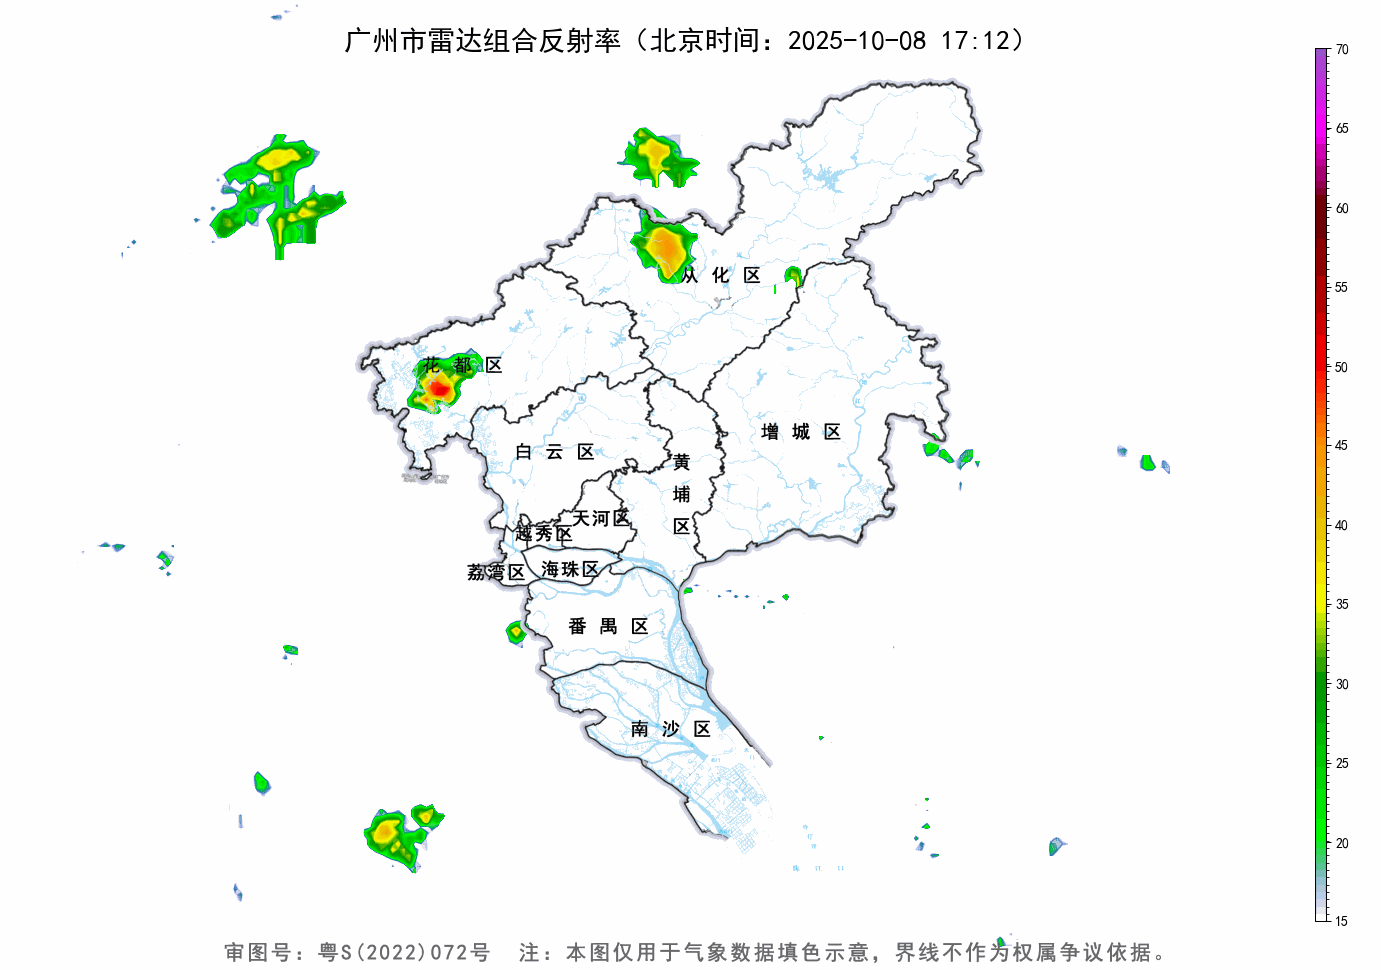 广州市雷达组合反射率（北京时间：2025-10-08 17:12）
70
65
60
55
50
45
40
35
30
25
20
15
从化区
花都区
增城区
白云区
黄埔区
天河区
越秀区
荔湾区
海珠区
番禺区
南沙区
审图号：粤S(2022)072号 注：本图仅用于气象数据填色示意，界线不作为权属争议依据。